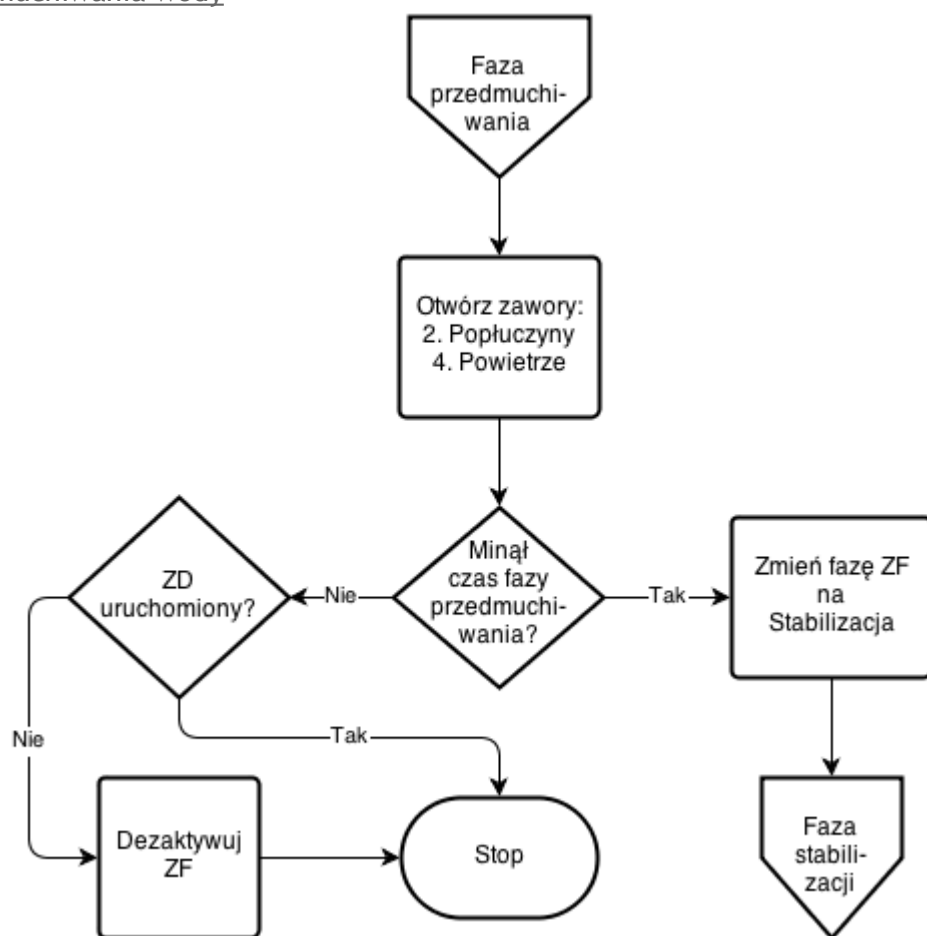 Faza
przedmuchi-
wania
Otwórz zawory:
2. Popłuczyny
4. Powietrze
Minął
czas fazy
przedmuchi-
wania?
Nie
Tak
ZD
uruchomiony?
Zmień fazę ZF
na
Stabilizacja
Nie
Tak
Dezaktywuj
ZF
Stop
Faza
stabili-
zacji